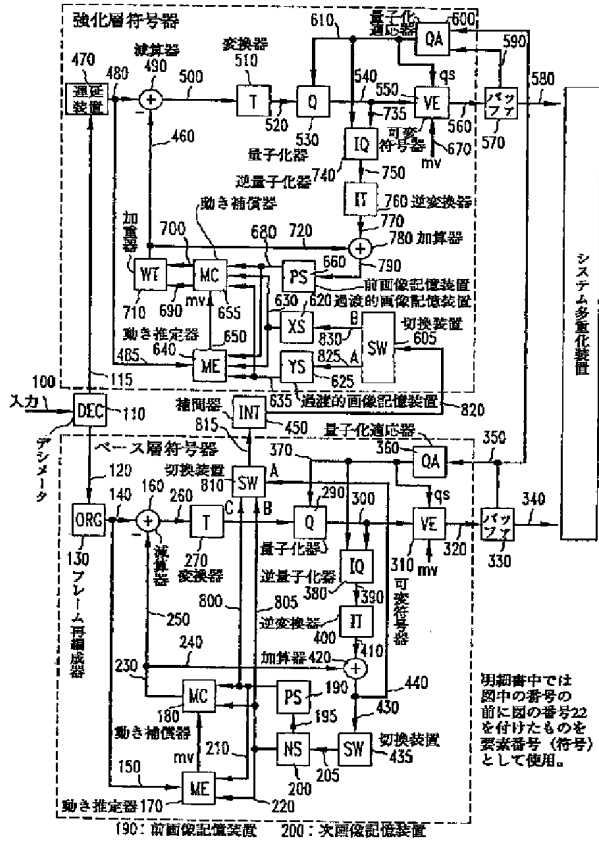 強化層符号器
470
遅延
装置
480
減算器
490
500
変換器
510
T
520
610
Q
530
540
量子化器
量子化
適応器
600
QA
590
qs
550
735
VE
560
可変
符号器
670
mv
バッファ
570
580
IQ
740
逆量子化器
750
IT
760
逆変換器
770
780
加算器
790
460
動き補償器
加重器
700
720
680
660
WT
710
690
MC
655
mv
PS
前画像記憶装置
630
620
過渡的画像記憶装置
XS
B
830
825
A
切換装置
605
SW
動き推定器
640
650
ME
485
YS
625
635
過渡的画像記憶装置
820
システム多重化装置
100
入力
115
DEC
110
デシメータ
補間器
INT
450
815
ベース層符号器
120
140
ORG
130
フレーム再編成器
160
減算器
260
T
270
変換器
切換装置
810
SW
A
C
B
370
290
Q
300
量子化器
量子化適応器
360
QA
350
qs
VE
310
320
mv
可変符号器
バッファ
330
340
IQ
380
逆量子化器
390
IT
400
逆変換器
410
加算器
420
440
430
250
800
805
240
230
MC
180
動き補償器
PS
190
195
NS
200
205
SW
435
切換装置
210
mv
150
ME
動き推定器170
220
190:前画像記憶装置 200:次画像記憶装置
明細書中では
図中の番号の
前に図の番号22
を付けたものを
要素番号(符号)
として使用。